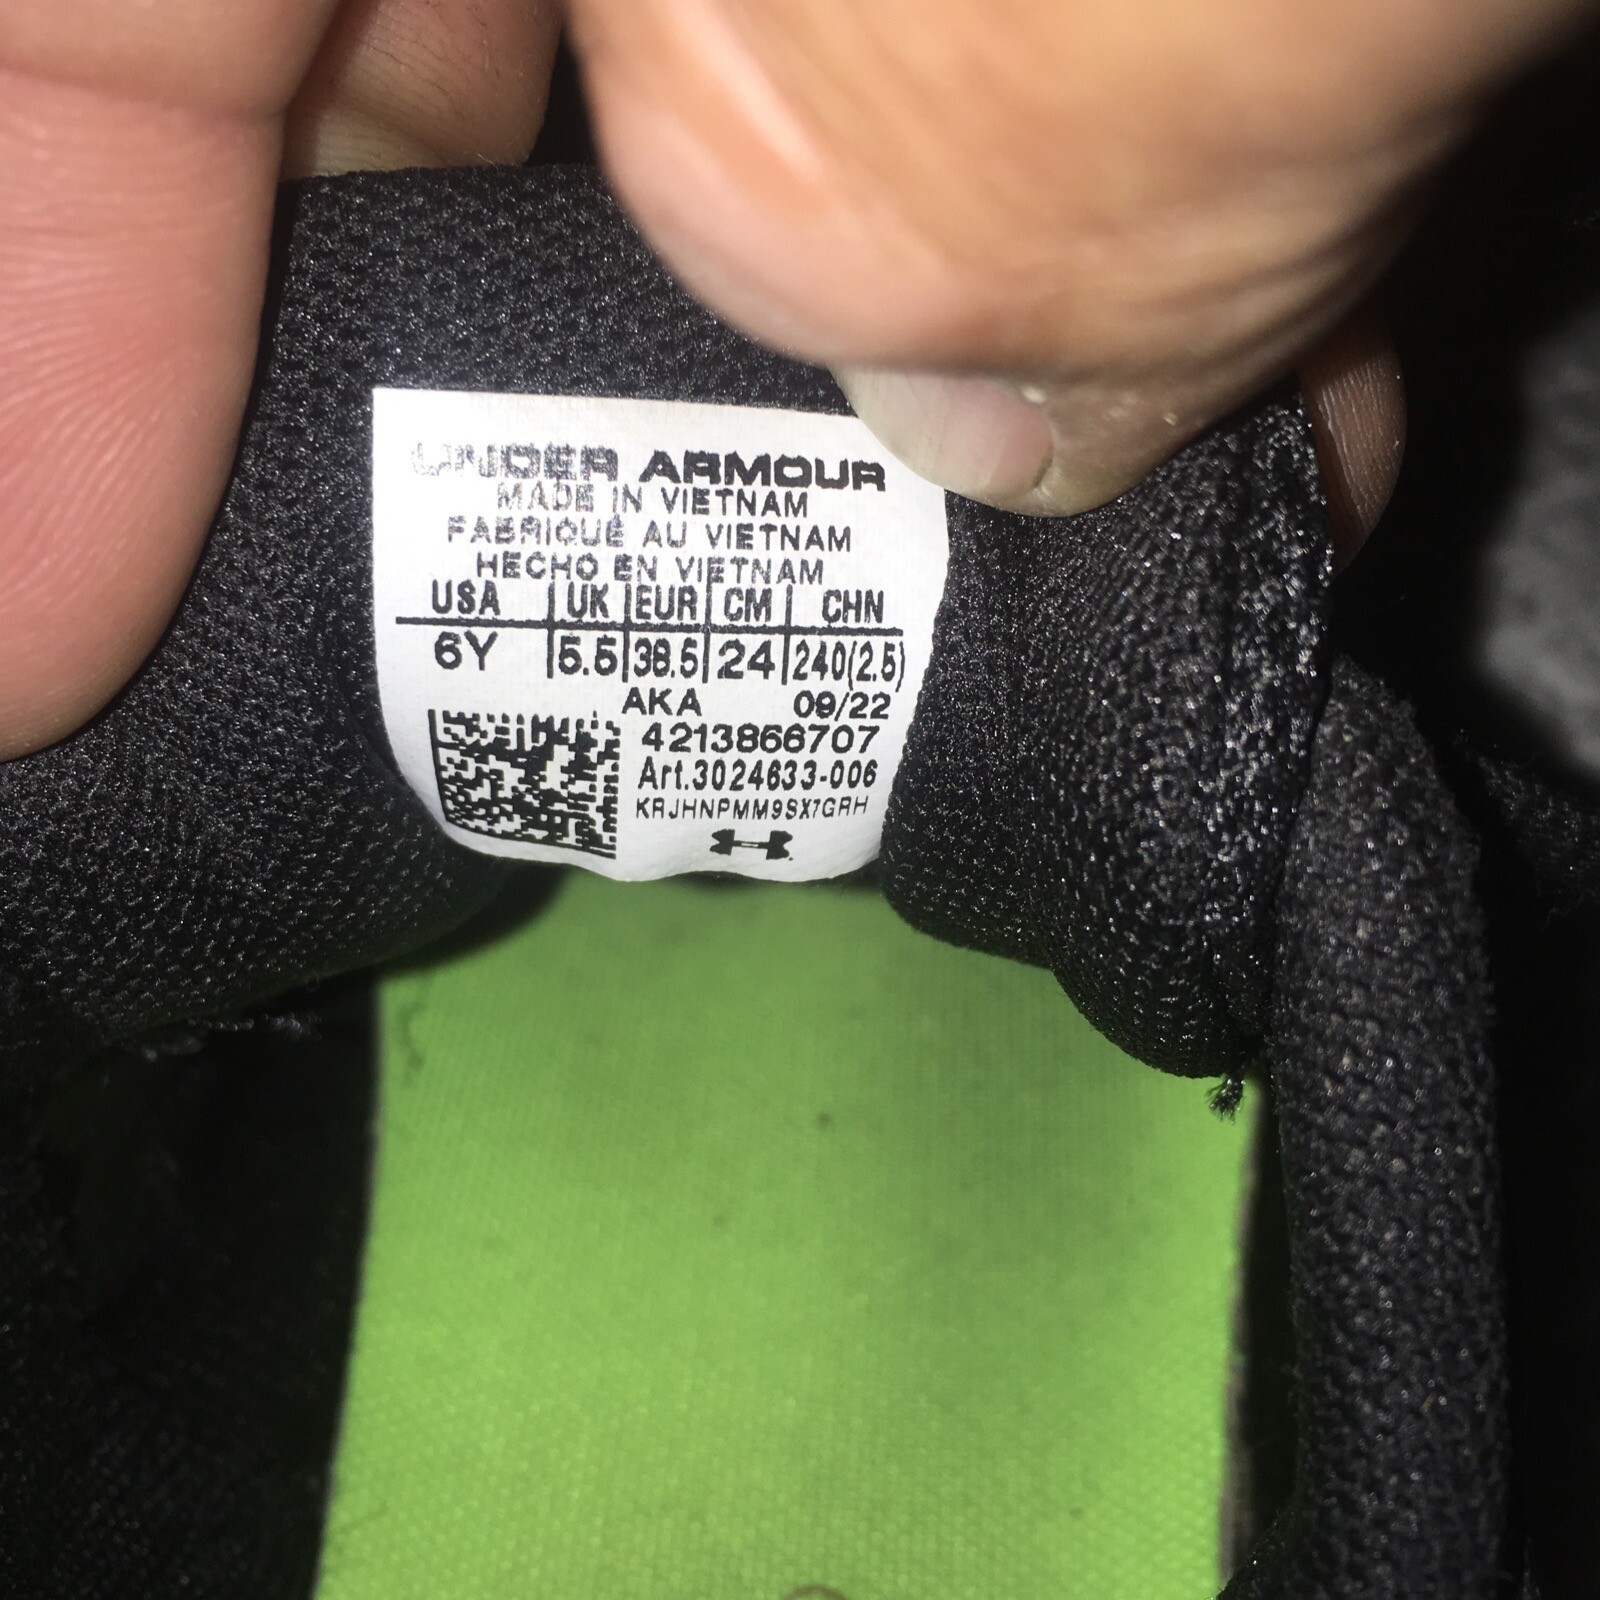 UNDER ARMOUR
MADE IN VIETNAM
FABRIQUÉ AU VIETNAM
HECHO EN VIETNAM
USA UK EUR CM CHN
6Y 5.5 38.5 24 240(2.5)
AKA 09/22
4213866707
Art.3024633-006
KRJHNPMM9SX7GRH